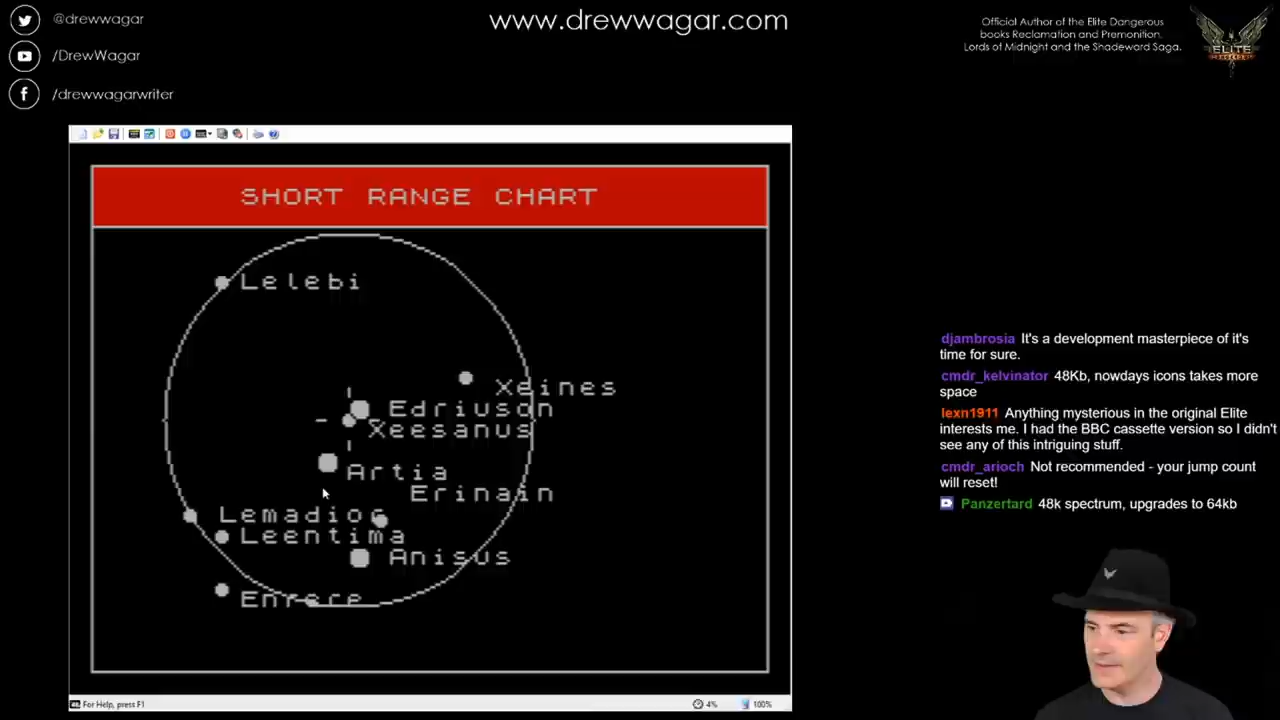 @drewwagar
/DrewWagar
/drewwagarwriter
www.drewwagar.com
Official Author of the Elite Dangerous
books Reclamation and Premonition.
Lords of Midnight and the Shadeward Saga.
ELITE
SHORT RANGE CHART
Lelebi
Xeines
Edriuson
Xeesanus
Artia
Erinain
Lemadios
Leentima
Anisus
Enrere
For Help, press F1
4%
100%
djambrosia It's a development masterpiece of it's
time for sure.
cmdr_kelvinator 48Kb, nowdays icons takes more
space
lexn1911 Anything mysterious in the original Elite
interests me. I had the BBC cassette version so I didn't
see any of this intriguing stuff.
cmdr_arioch Not recommended - your jump count
will reset!
Panzertard 48k spectrum, upgrades to 64kb